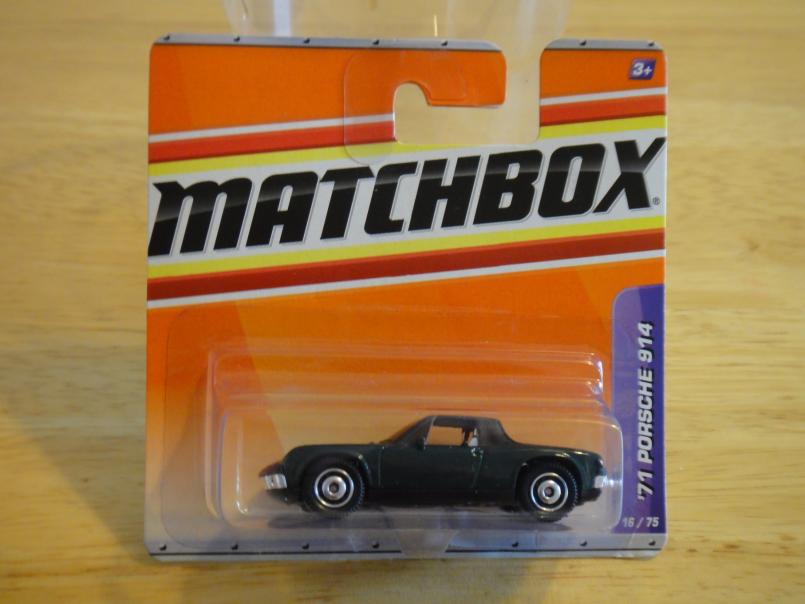 3+
MATCHBOX®
'71 PORSCHE 914
16 / 75